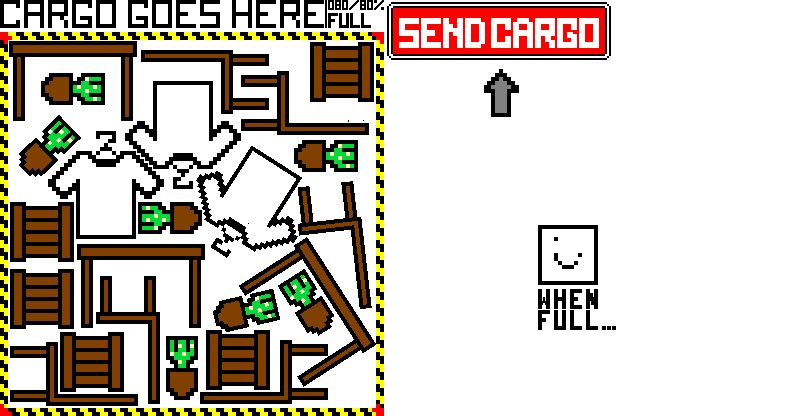 CARGO GOES HERE
080/80%
FULL
SEND CARGO
WHEN
FULL...